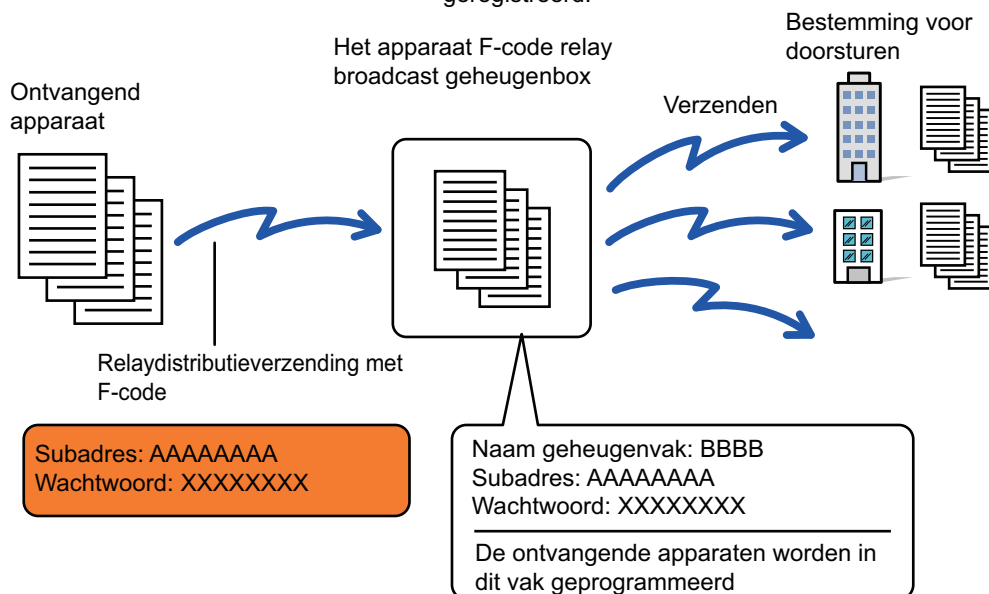 geregistreerd.
Het apparaat F-code relay
broadcast geheugenbox
Bestemming voor
doorsturen
Ontvangend
apparaat
Verzenden
Relaydistributieverzending met
F-code
Subadres: AAAAAAAA
Wachtwoord: XXXXXXXX
Naam geheugenvak: BBBB
Subadres: AAAAAAAA
Wachtwoord: XXXXXXXX
De ontvangende apparaten worden in
dit vak geprogrammeerd